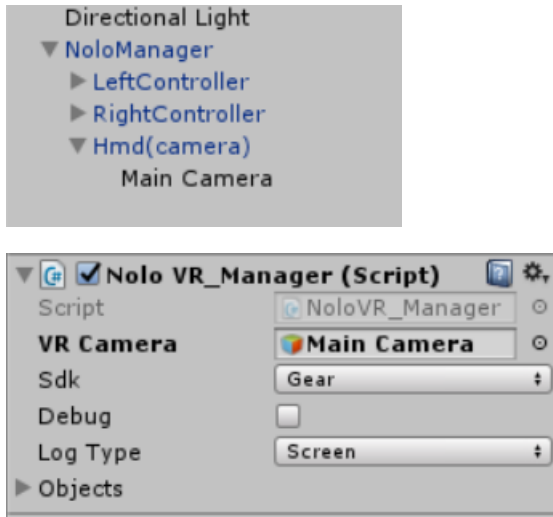 Directional Light
NoloManager
LeftController
RightController
Hmd(camera)
Main Camera
Nolo VR_Manager (Script)
Script NoloVR_Manager
VR Camera Main Camera
Sdk Gear
Debug
Log Type Screen
Objects